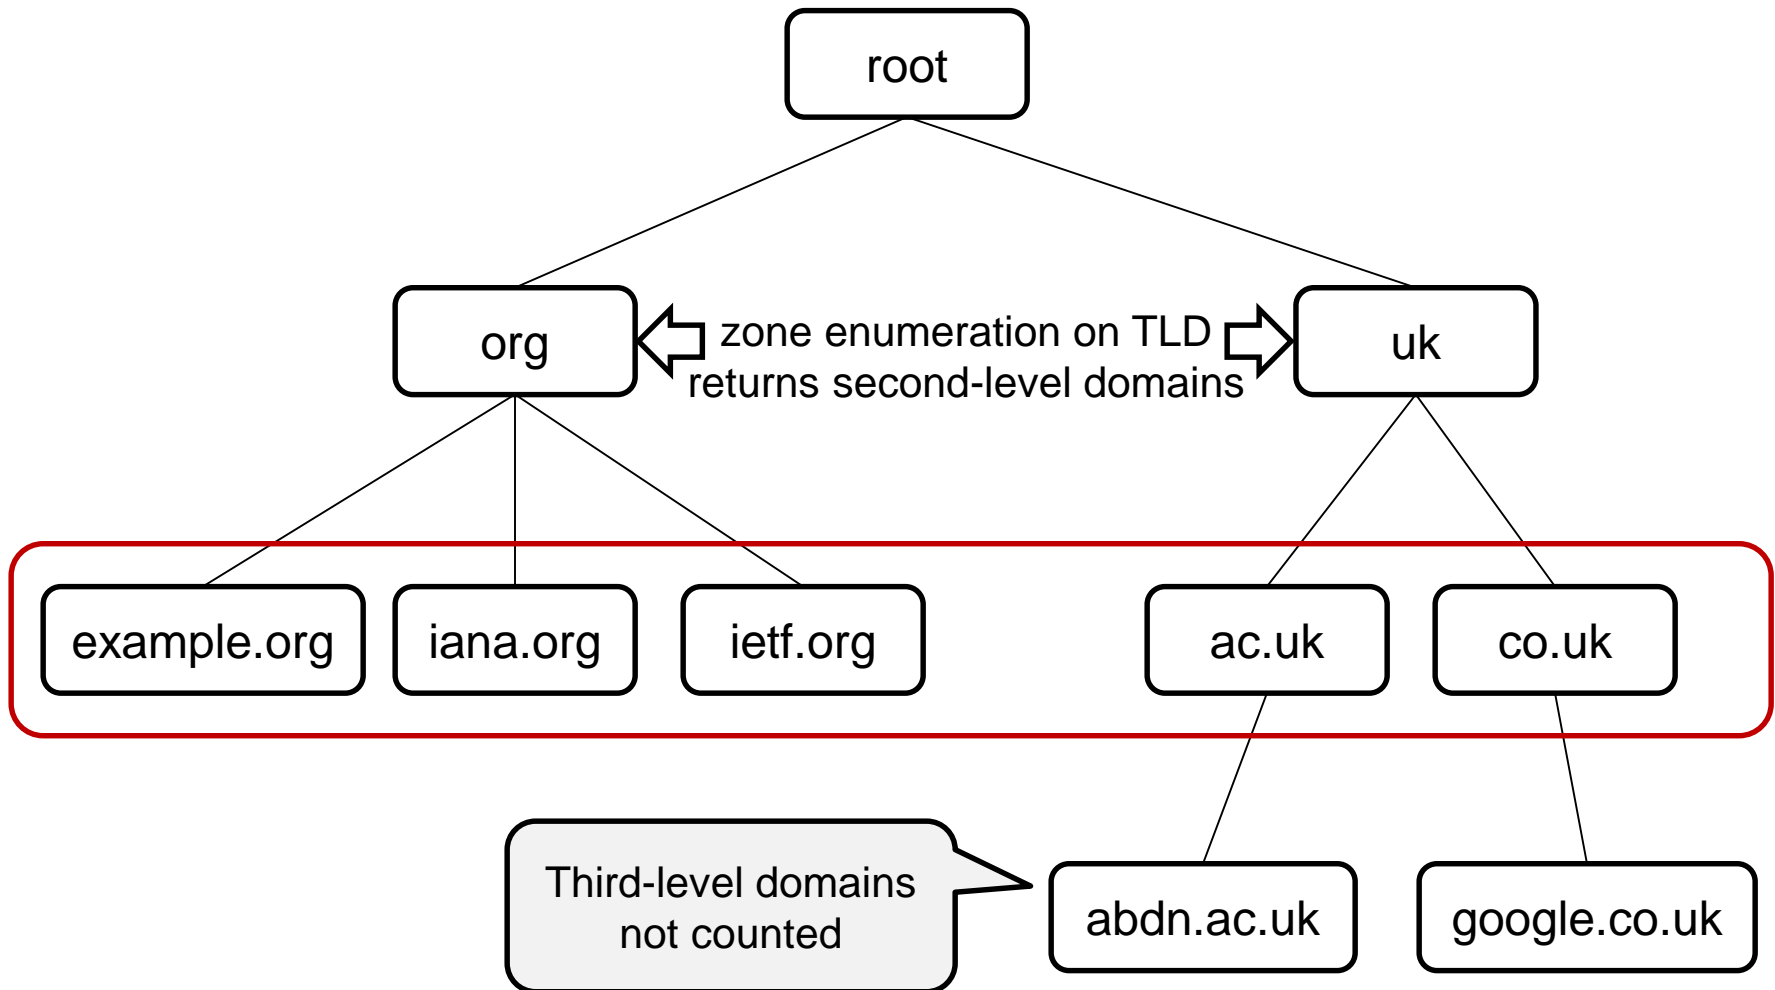 root
org
zone enumeration on TLD
returns second-level domains
uk
example.org
iana.org
ietf.org
ac.uk
co.uk
Third-level domains
not counted
abdn.ac.uk
google.co.uk